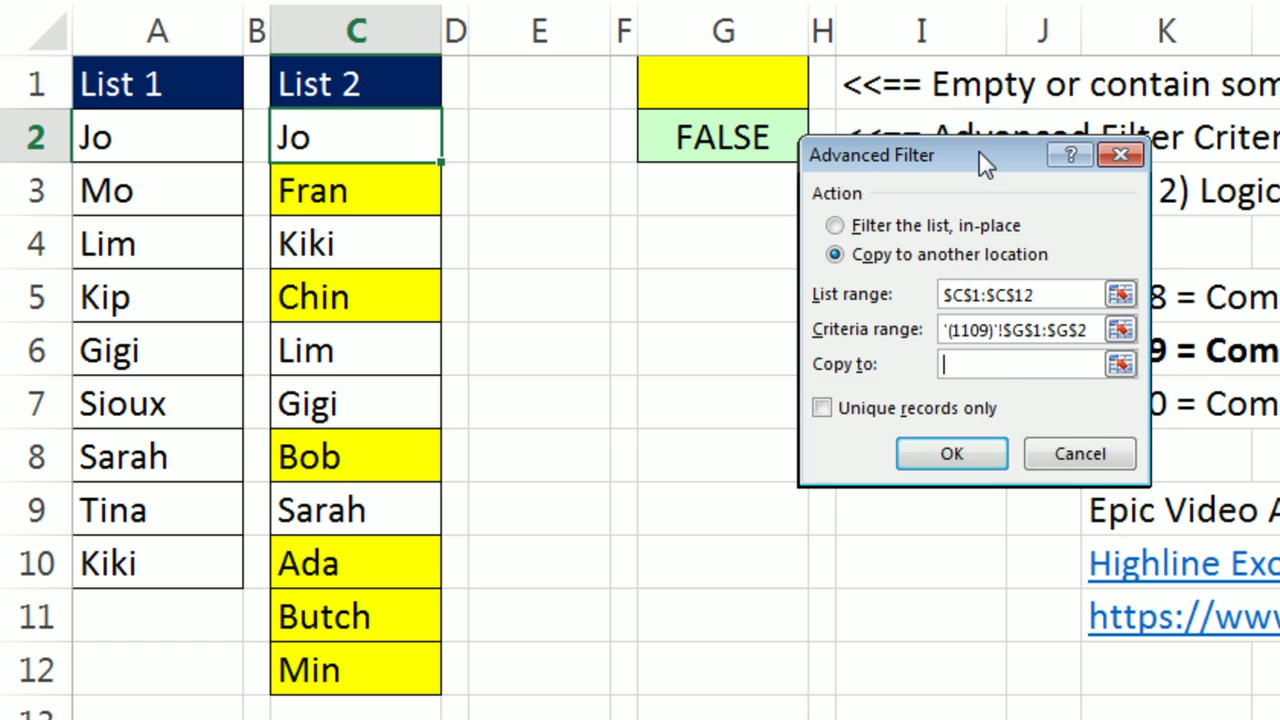 A B C D E F G H I J K
1 List 1 List 2 <<== Empty or contain som
2 Jo Jo FALSE <<== Advanced Filter Criter
Advanced Filter
3 Mo Fran 2) Logic
Action
Filter the list, in-place
4 Lim Kiki
Copy to another location
5 Kip Chin 8 = Com
List range: $C$1:$C$12
Criteria range: '(1109)'!$G$1:$G$2
6 Gigi Lim 9 = Com
Copy to:
7 Sioux Gigi 0 = Com
Unique records only
8 Sarah Bob
OK Cancel
9 Tina Sarah Epic Video A
10 Kiki Ada Highline Exc
11 Butch https://www
12 Min
13